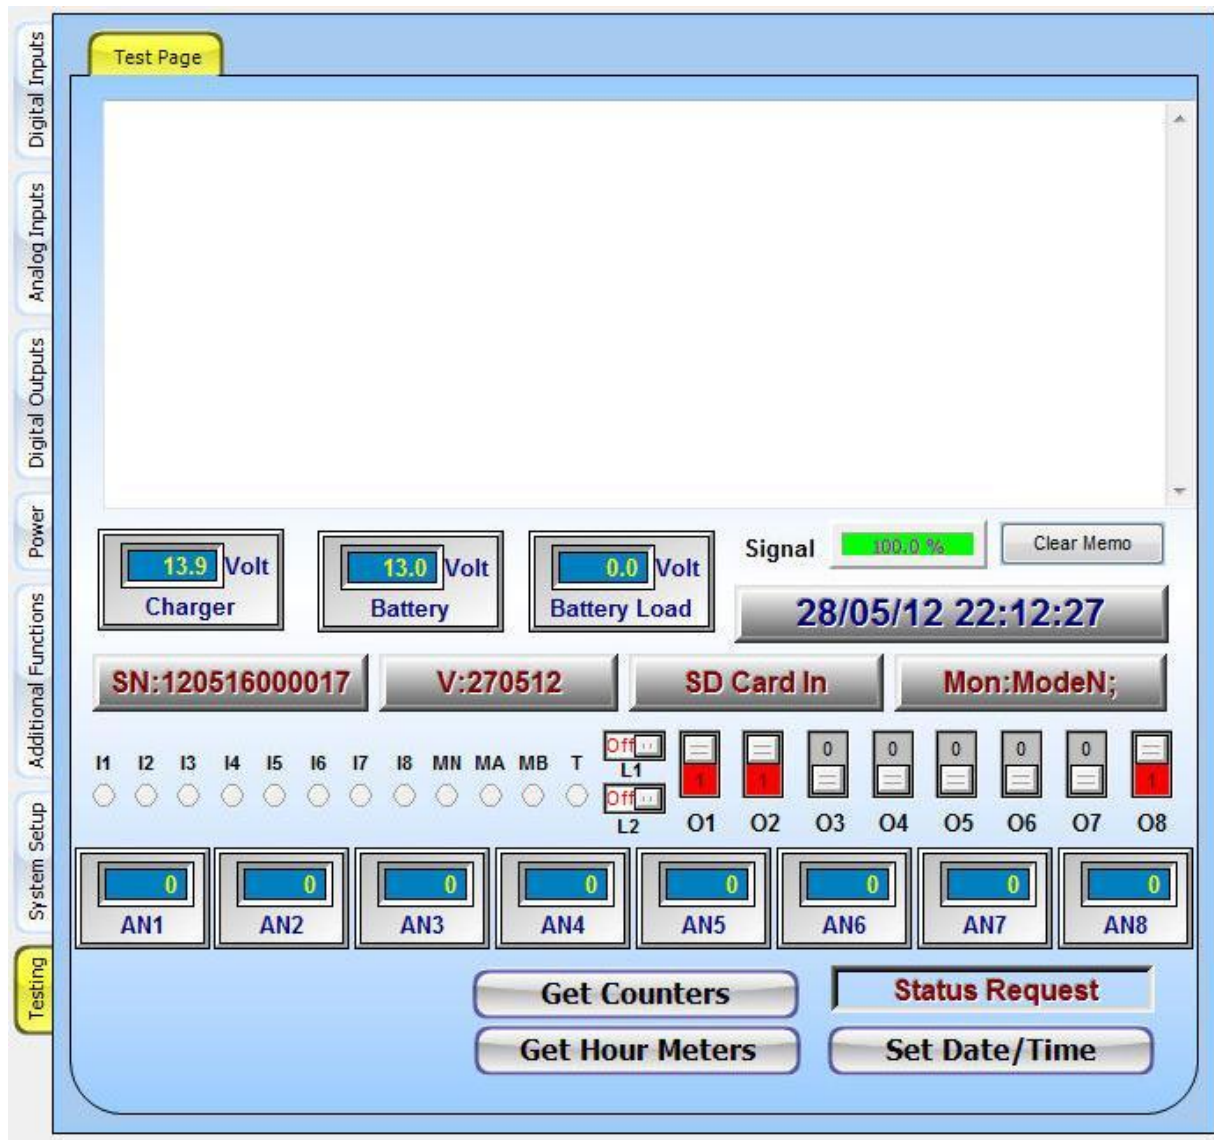 Digital Inputs
Analog Inputs
Digital Outputs
Power
Additional Functions
System Setup
Testing
Test Page
13.9 Volt
Charger
13.0 Volt
Battery
0.0 Volt
Battery Load
Signal 100.0 % Clear Memo
28/05/12 22:12:27
SN:120516000017 V:270512 SD Card In Mon:ModeN;
I1 I2 I3 I4 I5 I6 I7 I8 MN MA MB T
Off
L1
Off
L2
1 1 0 0 0 0 0 1
O1 O2 O3 O4 O5 O6 O7 O8
0 0 0 0 0 0 0 0
AN1 AN2 AN3 AN4 AN5 AN6 AN7 AN8
Get Counters Status Request
Get Hour Meters Set Date/Time